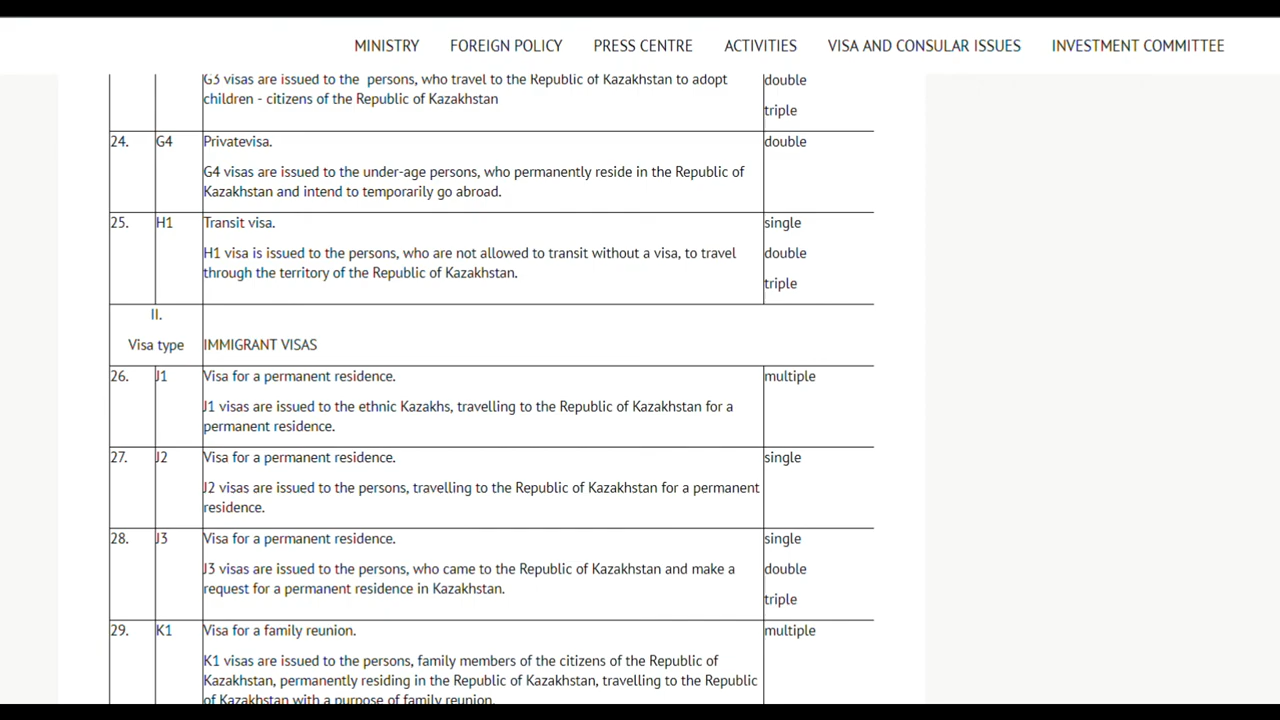 MINISTRY FOREIGN POLICY PRESS CENTRE ACTIVITIES VISA AND CONSULAR ISSUES INVESTMENT COMMITTEE
G3 visas are issued to the persons, who travel to the Republic of Kazakhstan to adopt double
children - citizens of the Republic of Kazakhstan
triple
24. G4 Privatevisa. double
G4 visas are issued to the under-age persons, who permanently reside in the Republic of
Kazakhstan and intend to temporarily go abroad.
25. H1 Transit visa. single
H1 visa is issued to the persons, who are not allowed to transit without a visa, to travel double
through the territory of the Republic of Kazakhstan.
triple
II.
Visa type IMMIGRANT VISAS
26. J1 Visa for a permanent residence. multiple
J1 visas are issued to the ethnic Kazakhs, travelling to the Republic of Kazakhstan for a
permanent residence.
27. J2 Visa for a permanent residence. single
J2 visas are issued to the persons, travelling to the Republic of Kazakhstan for a permanent
residence.
28. J3 Visa for a permanent residence. single
J3 visas are issued to the persons, who came to the Republic of Kazakhstan and make a double
request for a permanent residence in Kazakhstan.
triple
29. K1 Visa for a family reunion. multiple
K1 visas are issued to the persons, family members of the citizens of the Republic of
Kazakhstan, permanently residing in the Republic of Kazakhstan, travelling to the Republic
of Kazakhstan with a purpose of family reunion.